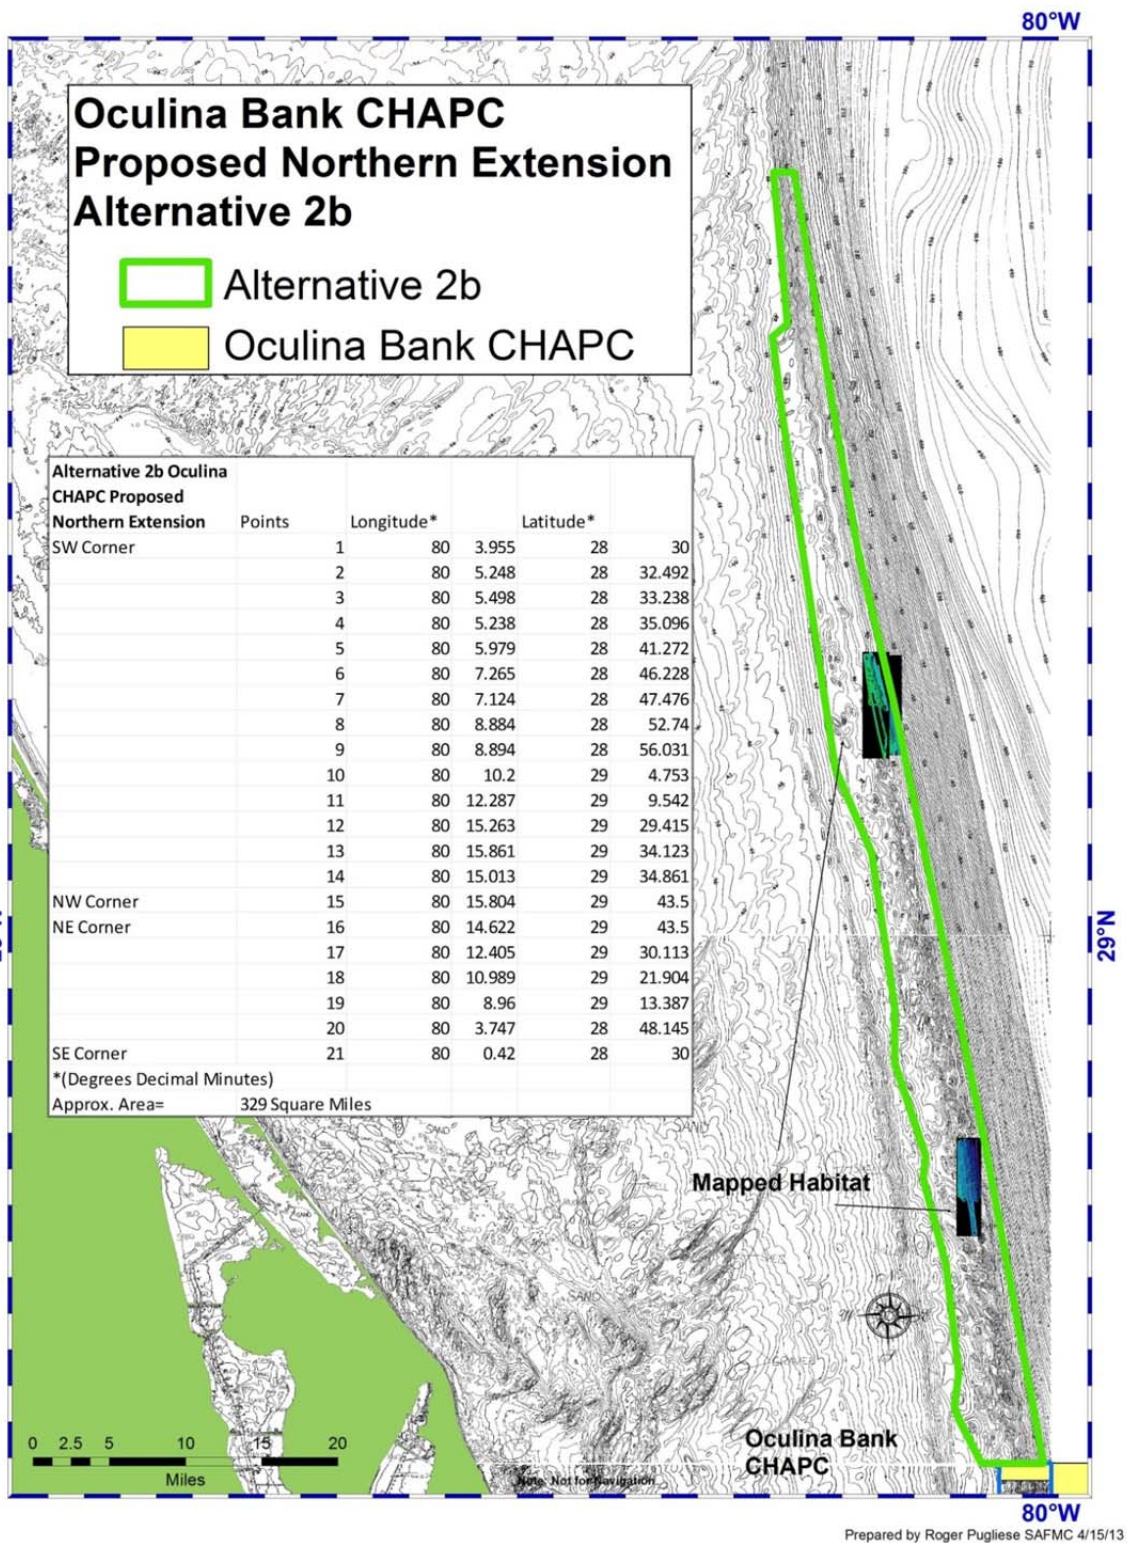 80°W
Oculina Bank CHAPC
Proposed Northern Extension
Alternative 2b
Alternative 2b
Oculina Bank CHAPC
Alternative 2b Oculina
CHAPC Proposed
Northern Extension Points Longitude* Latitude*
SW Corner 1 80 3.955 28 30
2 80 5.248 28 32.492
3 80 5.498 28 33.238
4 80 5.238 28 35.096
5 80 5.979 28 41.272
6 80 7.265 28 46.228
7 80 7.124 28 47.476
8 80 8.884 28 52.74
9 80 8.894 28 56.031
10 80 10.2 29 4.753
11 80 12.287 29 9.542
12 80 15.263 29 29.415
13 80 15.861 29 34.123
14 80 15.013 29 34.861
NW Corner 15 80 15.804 29 43.5
NE Corner 16 80 14.622 29 43.5
17 80 12.405 29 30.113
18 80 10.989 29 21.904
19 80 8.96 29 13.387
20 80 3.747 28 48.145
SE Corner 21 80 0.42 28 30
*(Degrees Decimal Minutes)
Approx. Area= 329 Square Miles
29°N
SAND
SAND
Mapped Habitat
SAND
Oculina Bank
CHAPC
0 2.5 5 10 15 20
Miles
Note: Not for Navigation
80°W
Prepared by Roger Pugliese SAFMC 4/15/13